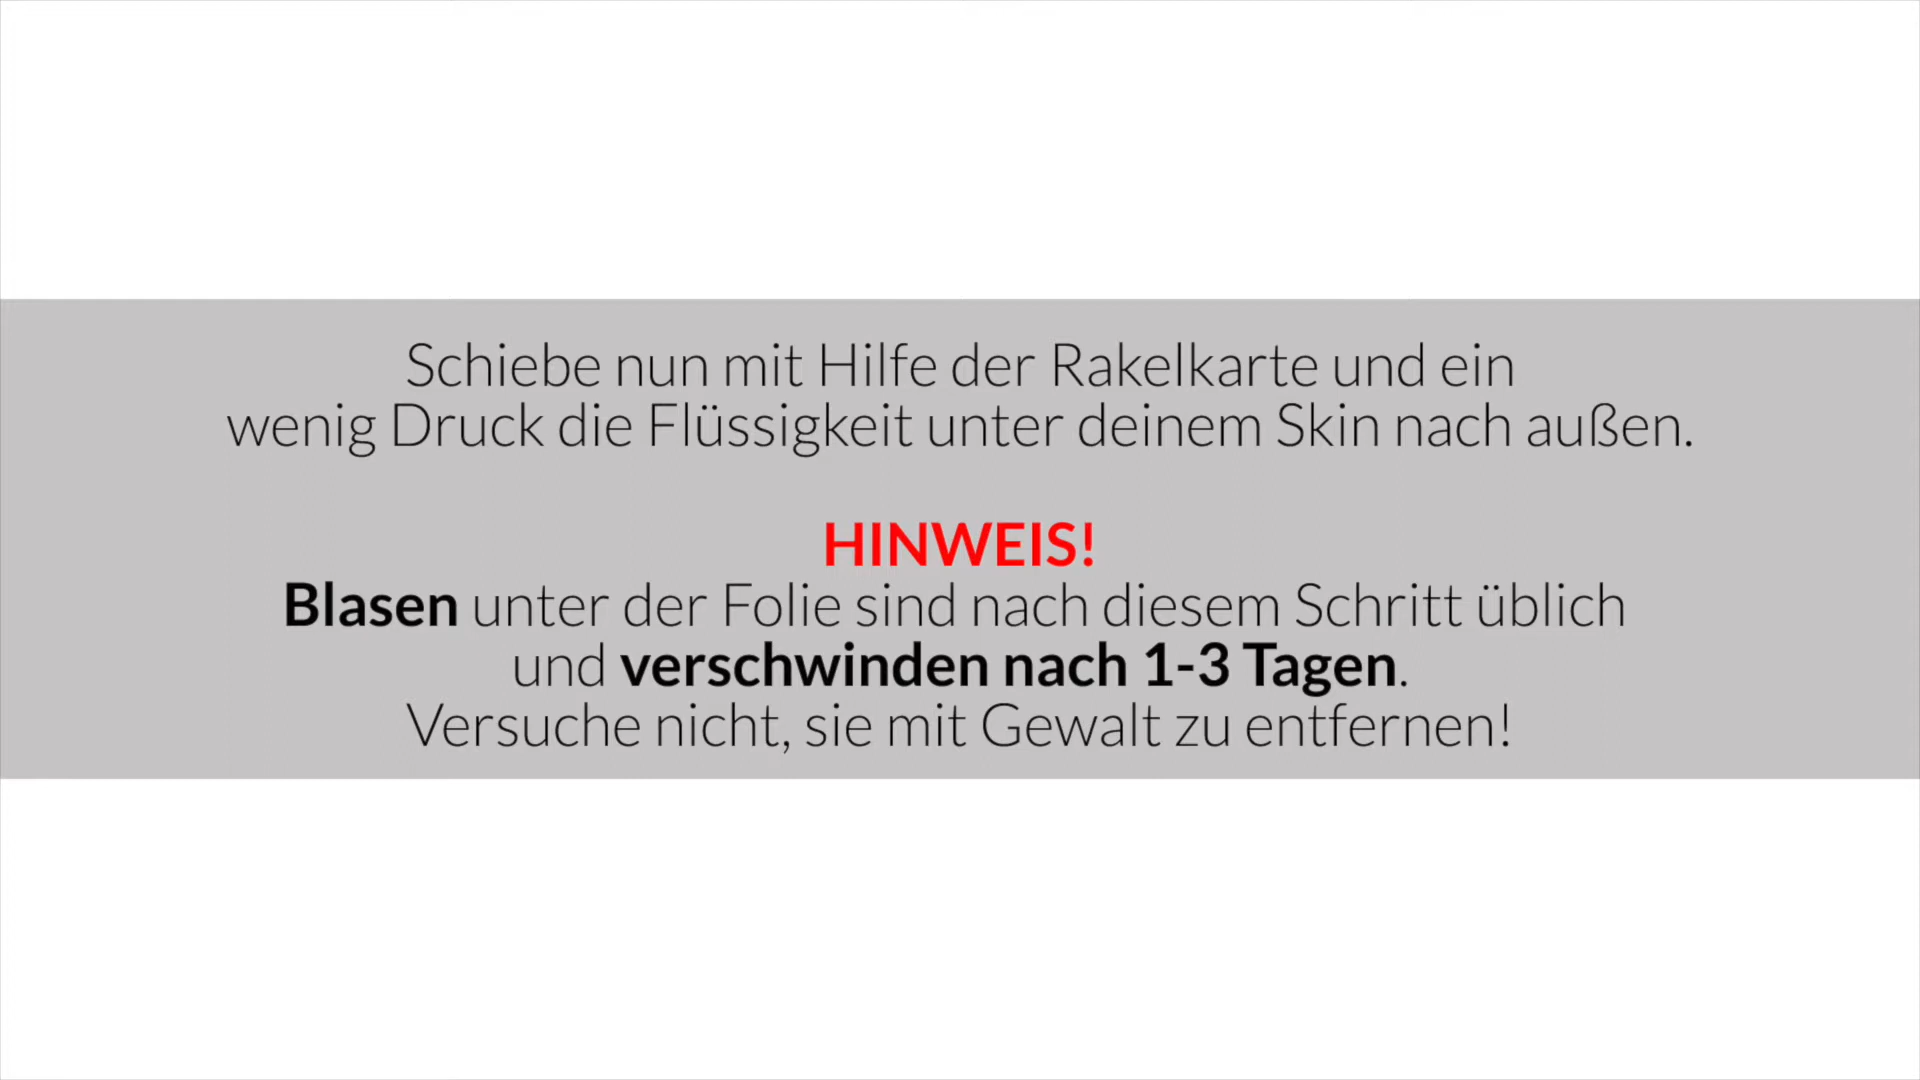 Schiebe nun mit Hilfe der Rakelkarte und ein
wenig Druck die Flüssigkeit unter deinem Skin nach außen.
HINWEIS!
Blasen unter der Folie sind nach diesem Schritt üblich
und verschwinden nach 1-3 Tagen.
Versuche nicht, sie mit Gewalt zu entfernen!